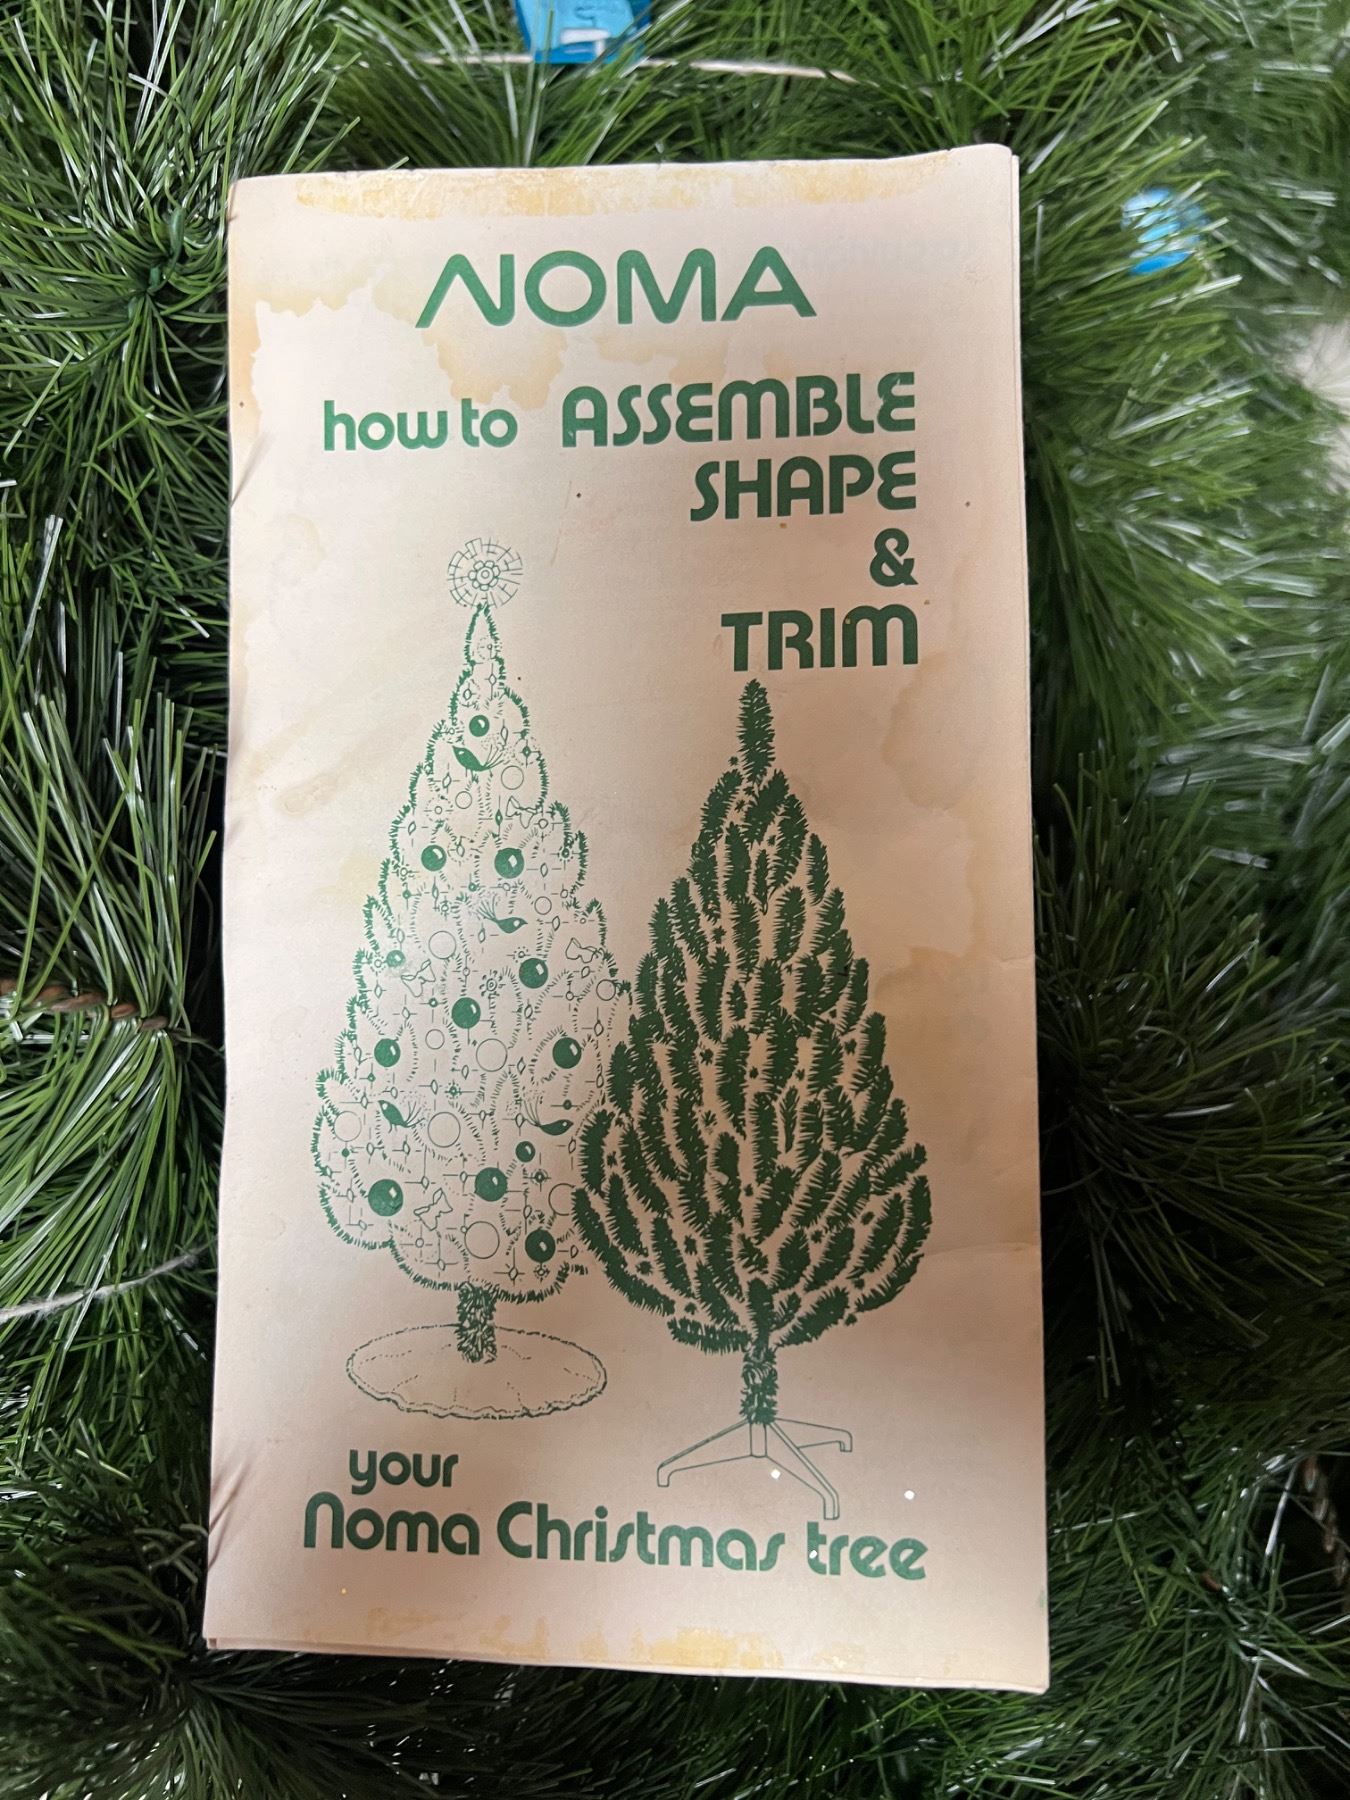 NOMA
how to ASSEMBLE
SHAPE
&
TRIM
your
Noma Christmas tree